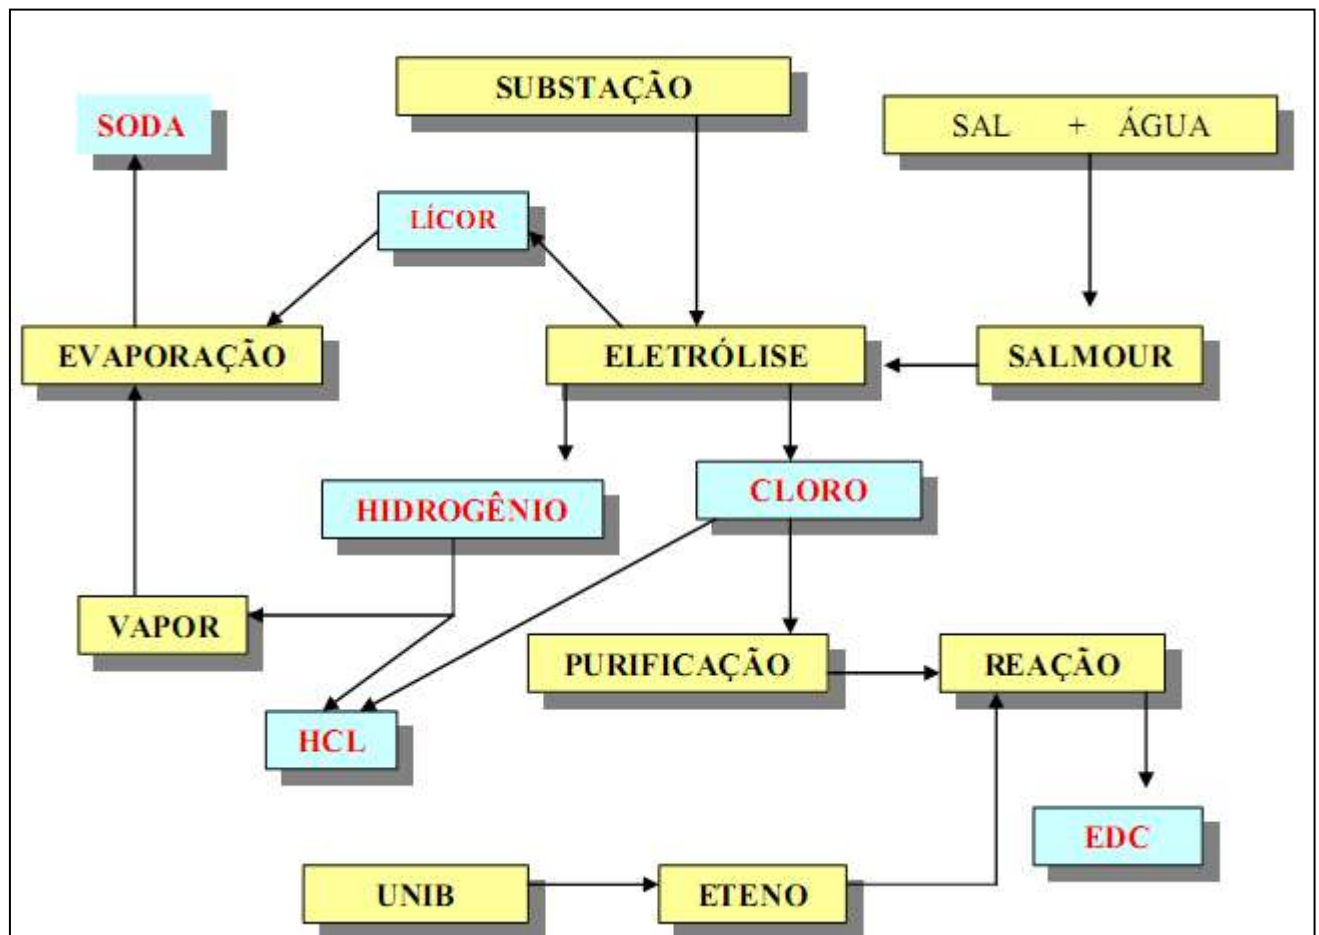 SUBSTAÇÃO
SODA
SAL + ÁGUA
LÍCOR
EVAPORAÇÃO
ELETRÓLISE
SALMOUR
HIDROGÊNIO
CLORO
VAPOR
PURIFICAÇÃO
REAÇÃO
HCL
EDC
UNIB
ETENO